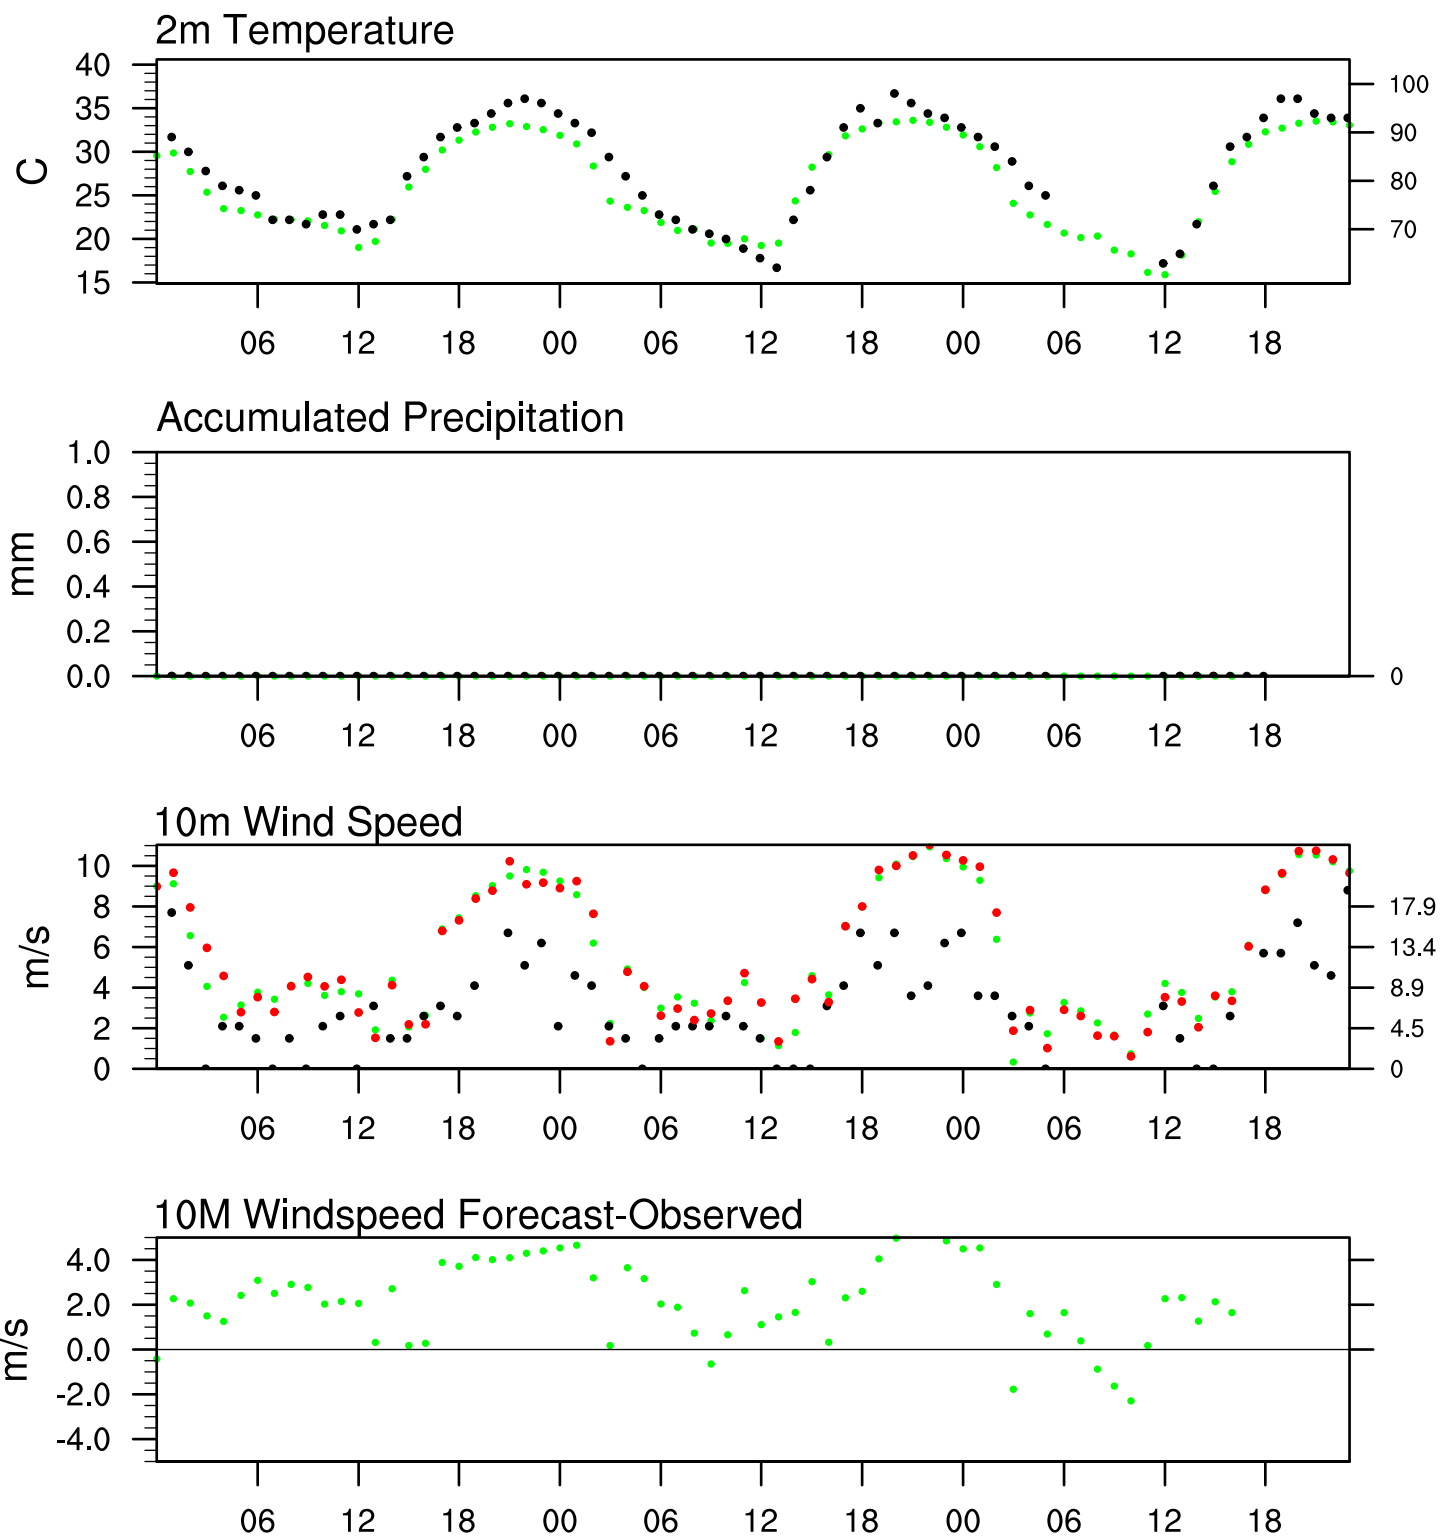 2m Temperature
40
35
30
25
20
15
C
100
90
80
70
06 12 18 00 06 12 18 00 06 12 18
Accumulated Precipitation
1.0
0.8
0.6
0.4
0.2
0.0
mm
0
06 12 18 00 06 12 18 00 06 12 18
10m Wind Speed
10
8
6
4
2
0
m/s
17.9
13.4
8.9
4.5
0
06 12 18 00 06 12 18 00 06 12 18
10M Windspeed Forecast-Observed
4.0
2.0
0.0
-2.0
-4.0
m/s
06 12 18 00 06 12 18 00 06 12 18